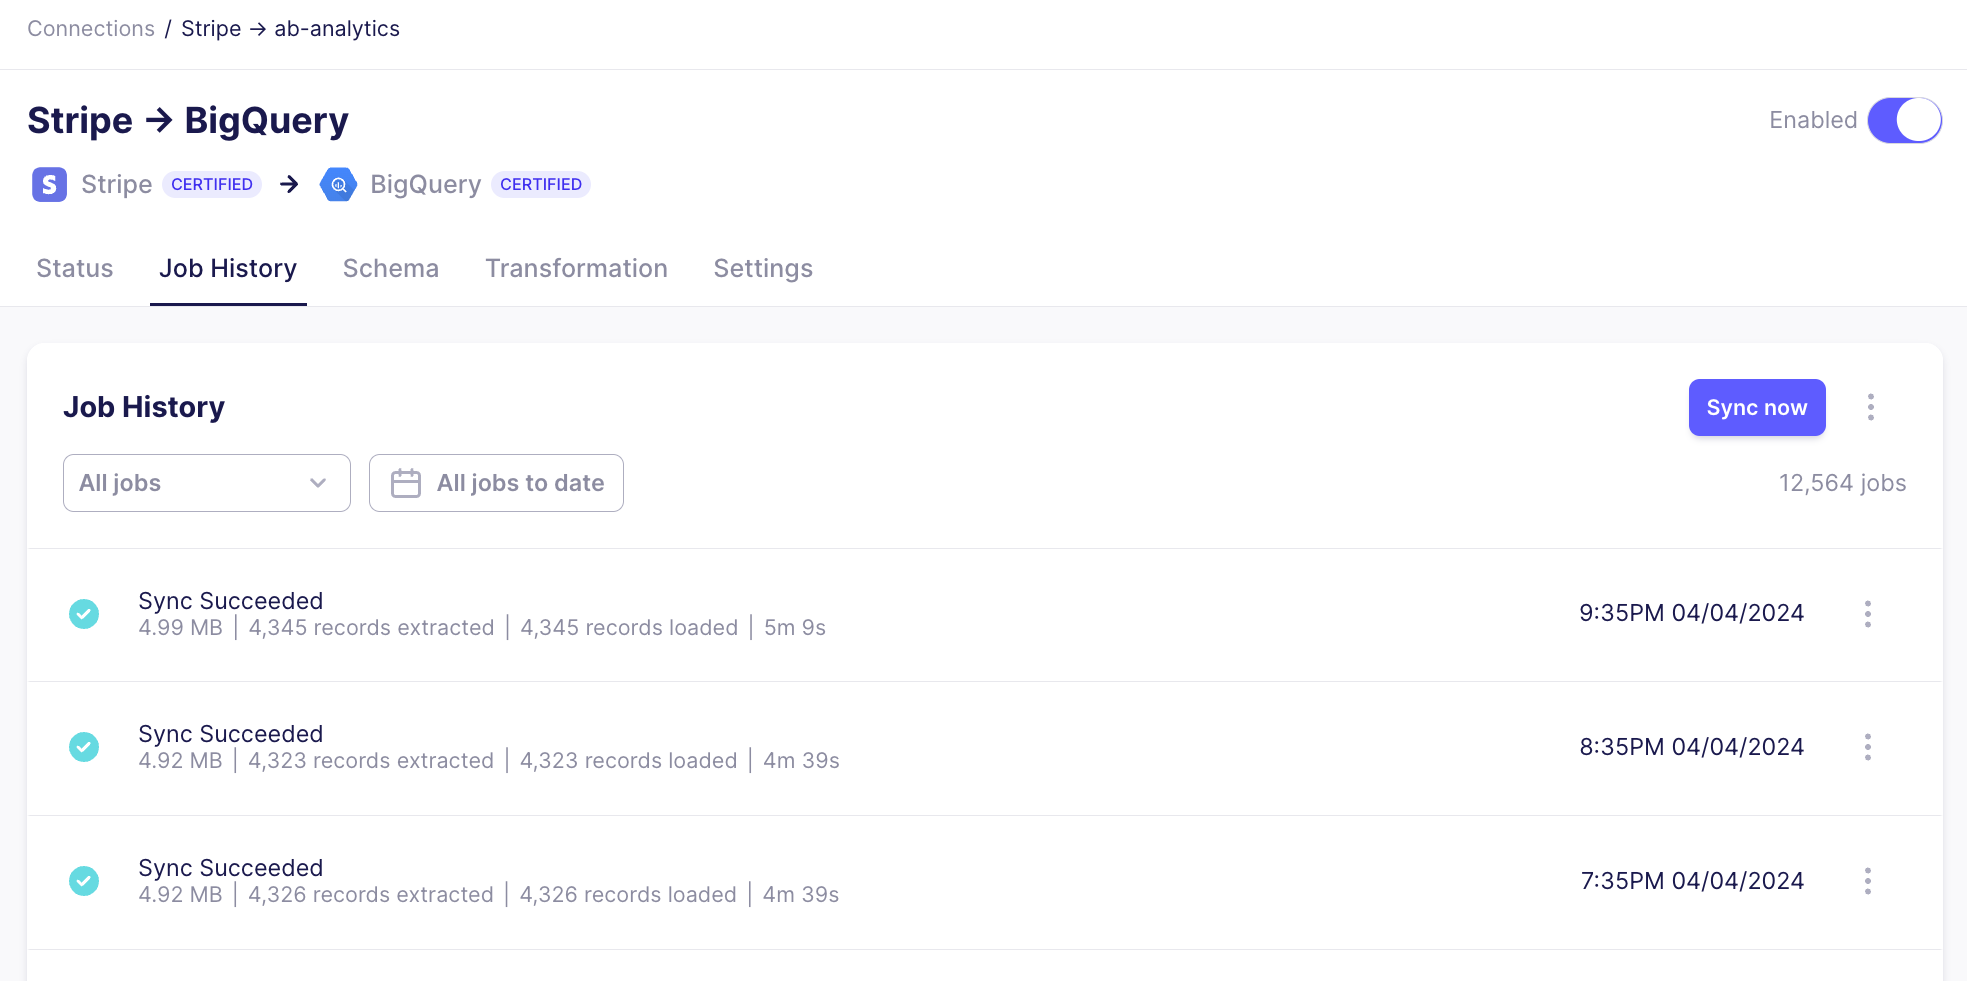 Connections / Stripe → ab-analytics
Stripe → BigQuery
Enabled
S Stripe CERTIFIED → BigQuery CERTIFIED
Status Job History Schema Transformation Settings
Job History
Sync now
All jobs All jobs to date 12,564 jobs
Sync Succeeded
4.99 MB | 4,345 records extracted | 4,345 records loaded | 5m 9s
9:35PM 04/04/2024
Sync Succeeded
4.92 MB | 4,323 records extracted | 4,323 records loaded | 4m 39s
8:35PM 04/04/2024
Sync Succeeded
4.92 MB | 4,326 records extracted | 4,326 records loaded | 4m 39s
7:35PM 04/04/2024